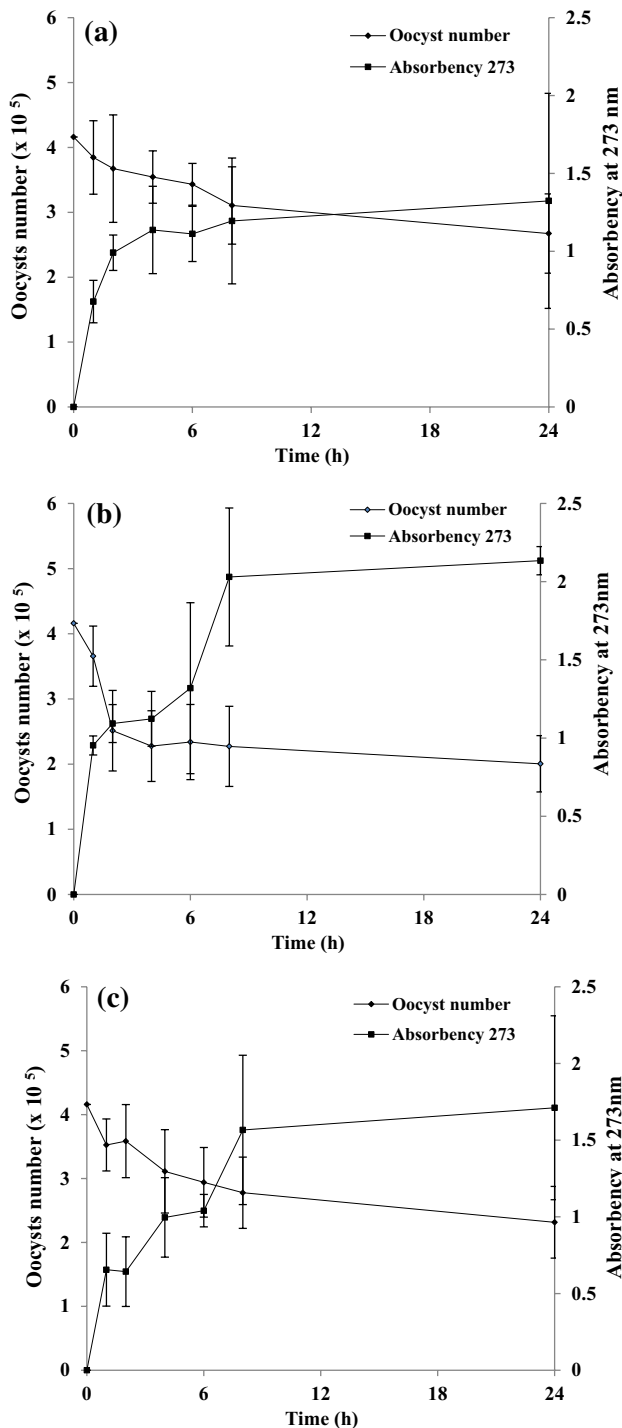 (a)
Oocyst number
Absorbency 273
Oocysts number (x 10 5)
6
5
4
3
2
1
0
2.5
2
1.5
1
0.5
0
Absorbency at 273 nm
0 6 12 18 24
Time (h)
(b)
Oocyst number
Absorbency 273
Oocysts number (x 10 5)
6
5
4
3
2
1
0
2.5
2
1.5
1
0.5
0
Absorbency at 273nm
0 6 12 18 24
Time (h)
(c)
Oocyst number
Absorbency 273
Oocysts number (x 10 5)
6
5
4
3
2
1
0
2.5
2
1.5
1
0.5
0
Absorbency at 273nm
0 6 12 18 24
Time (h)